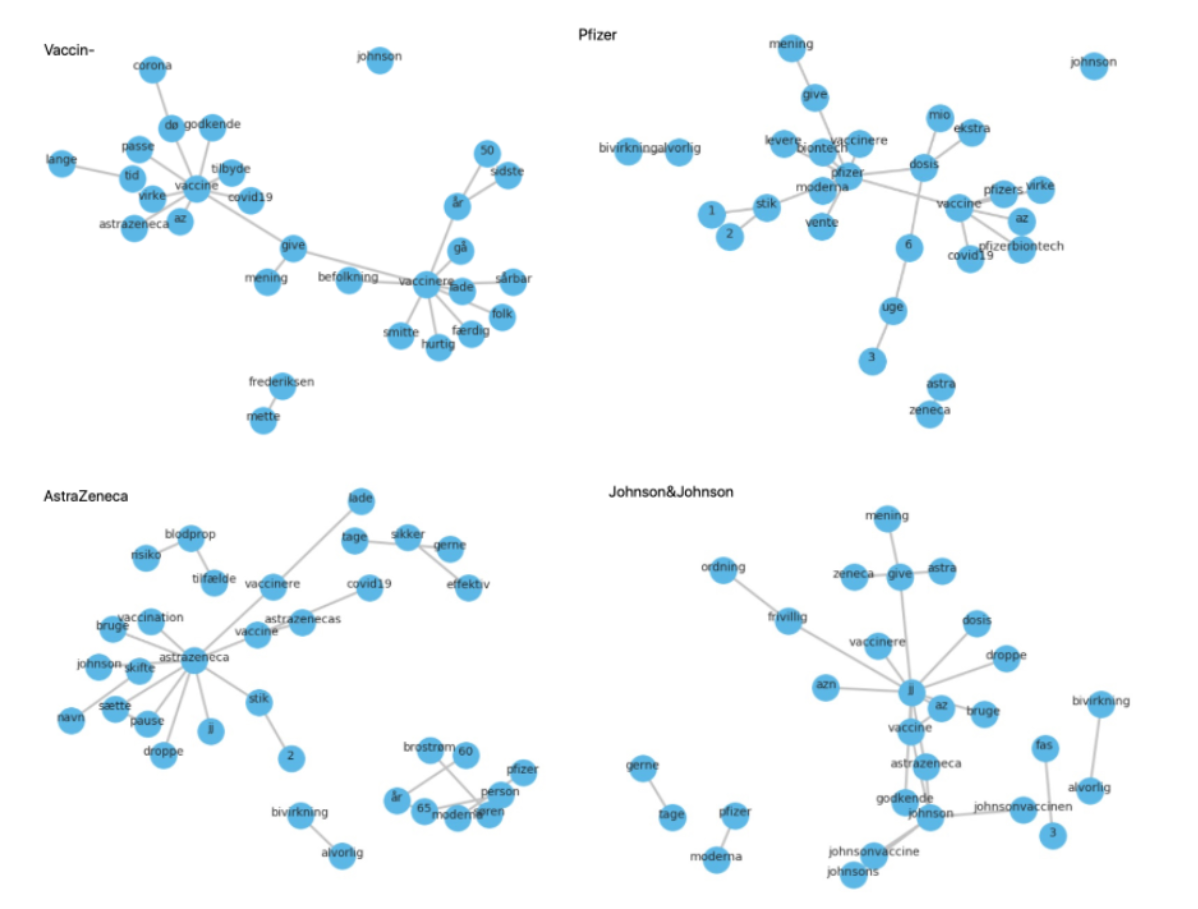 Vaccin-
johnson
corona
dø
godkende
passe
lange
tid
tilbyde
vaccine
virke
covid19
astrazeneca
az
50
sidste
år
give
gå
mening
befolkning
vaccinere
lade
sårbar
folk
smitte
hurtig
færdig
frederiksen
mette
Pfizer
mening
johnson
give
mio
ekstra
levere
biontech
vaccinere
bivirkning
alvorlig
dosis
pfizer
moderna
pfizers
virke
1
stik
2
vente
vaccine
az
6
covid19
pfizerbiontech
uge
3
astra
zeneca
AstraZeneca
lade
blodprop
risiko
tilfælde
tage
sikker
gerne
effektiv
vaccinere
covid19
vaccination
bruge
astrazenecas
vaccine
astrazeneca
johnson
skifte
navn
sætte
pause
jj
stik
droppe
2
brostrøm
60
pfizer
år
65
person
moderna
søren
bivirkning
alvorlig
Johnson&Johnson
mening
ordning
zeneca
give
astra
frivillig
dosis
vaccinere
droppe
azn
jj
az
bruge
vaccine
bivirkning
astrazeneca
fas
gerne
godkende
johnson
johnsonvaccinen
alvorlig
tage
pfizer
3
moderna
johnsonvaccine
johnsons